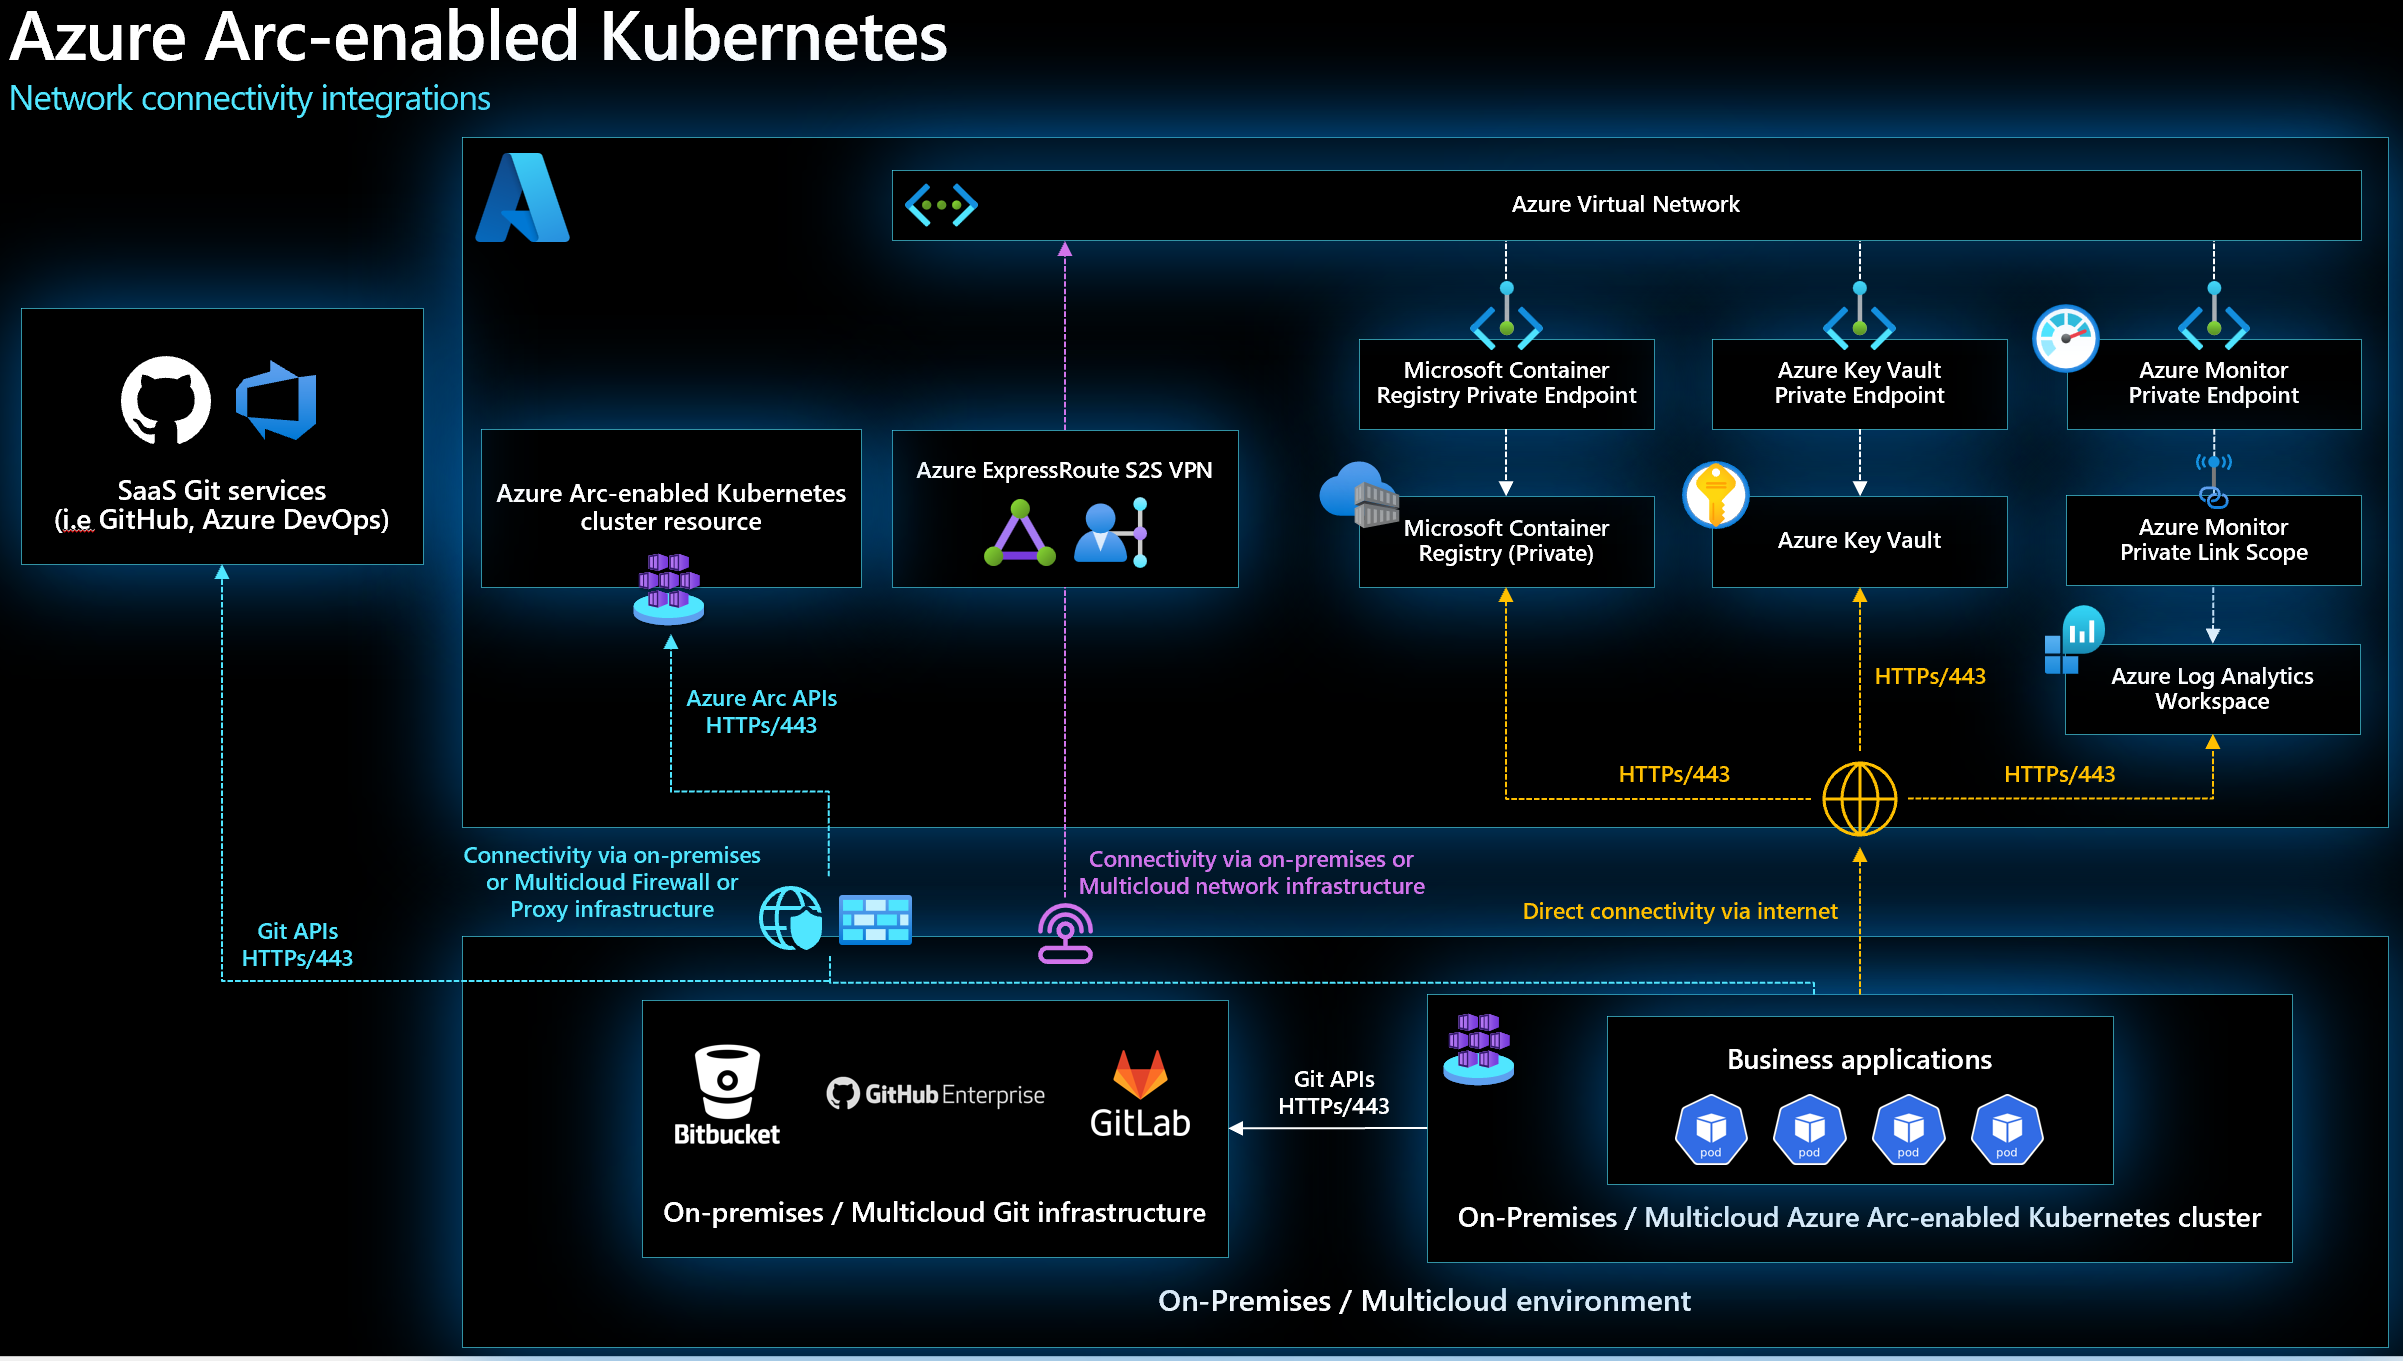 Azure Arc-enabled Kubernetes
Network connectivity integrations
Azure Virtual Network
SaaS Git services
(i.e GitHub, Azure DevOps)
Azure Arc-enabled Kubernetes
cluster resource
Azure ExpressRoute S2S VPN
Microsoft Container
Registry Private Endpoint
Azure Key Vault
Private Endpoint
Azure Monitor
Private Endpoint
Microsoft Container
Registry (Private)
Azure Key Vault
Azure Monitor
Private Link Scope
Azure Log Analytics
Workspace
Azure Arc APIs
HTTPs/443
HTTPs/443
HTTPs/443
HTTPs/443
Connectivity via on-premises
or Multicloud Firewall or
Proxy infrastructure
Connectivity via on-premises or
Multicloud network infrastructure
Direct connectivity via internet
Git APIs
HTTPs/443
Bitbucket
GitHub Enterprise
GitLab
On-premises / Multicloud Git infrastructure
Git APIs
HTTPs/443
Business applications
pod
pod
pod
pod
On-Premises / Multicloud Azure Arc-enabled Kubernetes cluster
On-Premises / Multicloud environment